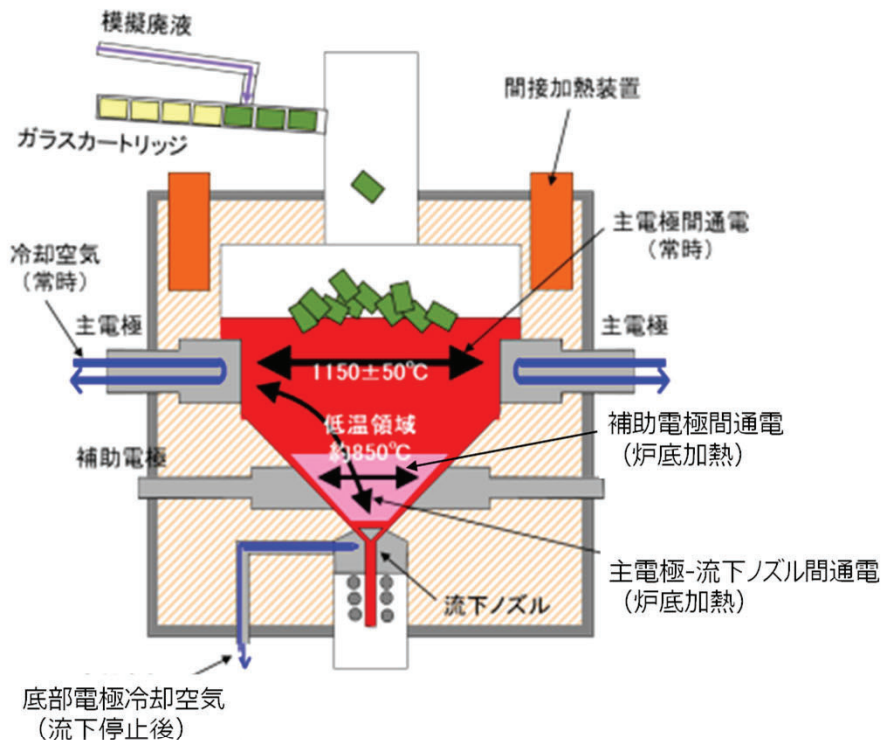 模擬廃液
ガラスカートリッジ
間接加熱装置
冷却空気
（常時）
主電極間通電
（常時）
主電極
主電極
1150±50℃
低温領域
約850℃
補助電極
補助電極間通電
（炉底加熱）
主電極-流下ノズル間通電
（炉底加熱）
流下ノズル
底部電極冷却空気
（流下停止後）